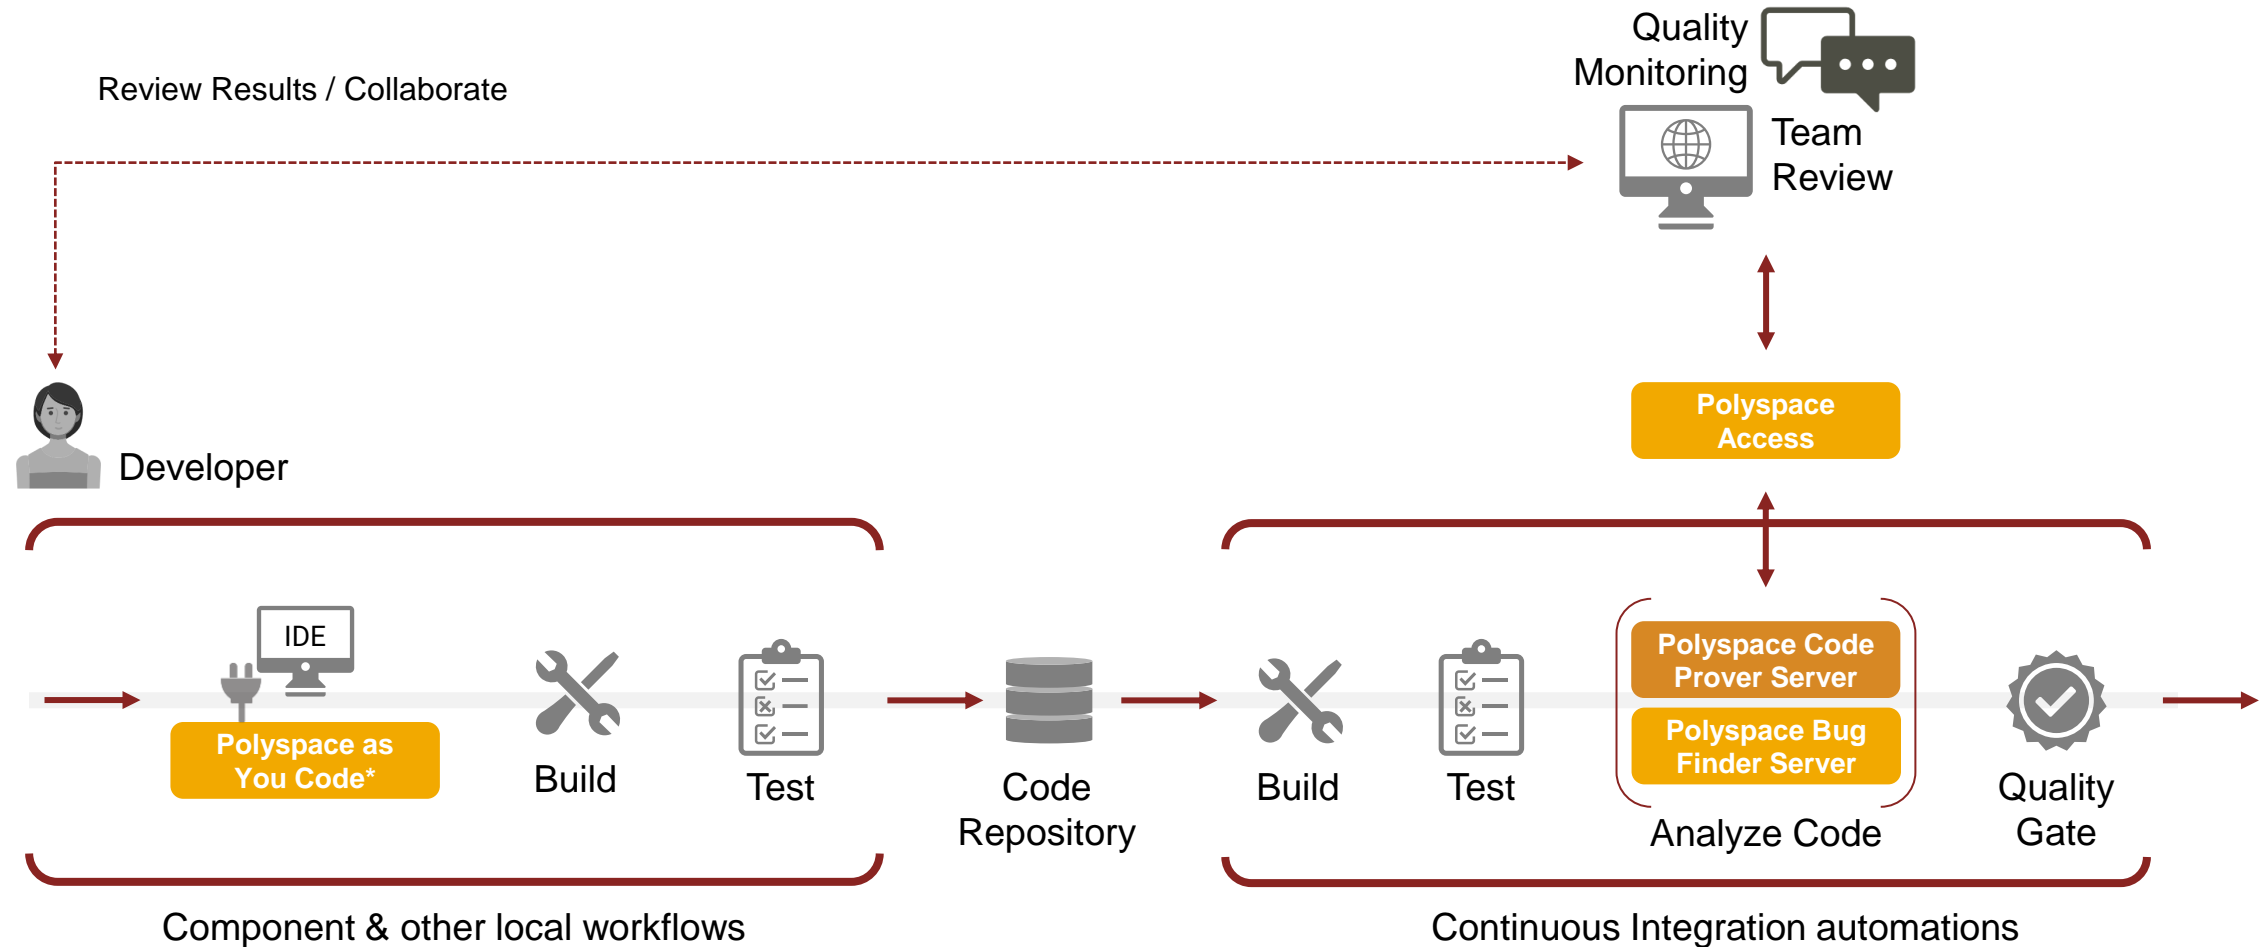 Quality
Monitoring
Review Results / Collaborate
Team
Review
Polyspace
Access
Developer
IDE
Polyspace as
You Code*
Build
Test
Code
Repository
Build
Test
Polyspace Code
Prover Server
Polyspace Bug
Finder Server
Analyze Code
Quality
Gate
Component & other local workflows
Continuous Integration automations